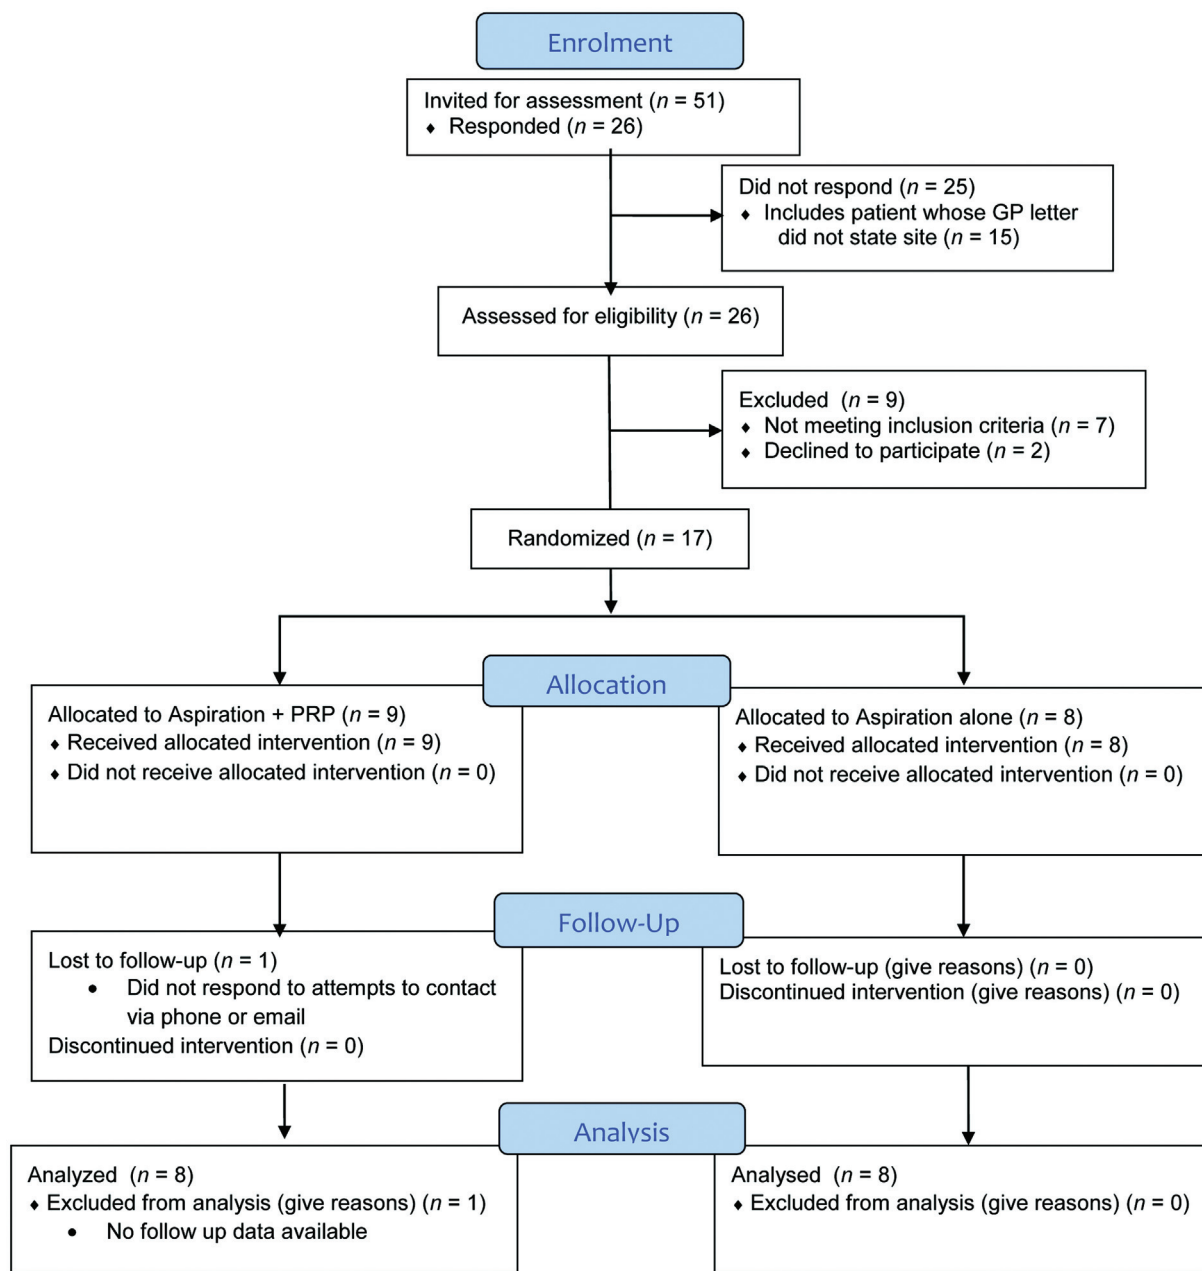 Enrolment
Invited for assessment (n = 51)
♦ Responded (n = 26)
Did not respond (n = 25)
♦ Includes patient whose GP letter
did not state site (n = 15)
Assessed for eligibility (n = 26)
Excluded (n = 9)
♦ Not meeting inclusion criteria (n = 7)
♦ Declined to participate (n = 2)
Randomized (n = 17)
Allocation
Allocated to Aspiration + PRP (n = 9)
♦ Received allocated intervention (n = 9)
♦ Did not receive allocated intervention (n = 0)
Allocated to Aspiration alone (n = 8)
♦ Received allocated intervention (n = 8)
♦ Did not receive allocated intervention (n = 0)
Follow-Up
Lost to follow-up (n = 1)
• Did not respond to attempts to contact
via phone or email
Discontinued intervention (n = 0)
Lost to follow-up (give reasons) (n = 0)
Discontinued intervention (give reasons) (n = 0)
Analysis
Analyzed (n = 8)
♦ Excluded from analysis (give reasons) (n = 1)
• No follow up data available
Analysed (n = 8)
♦ Excluded from analysis (give reasons) (n = 0)